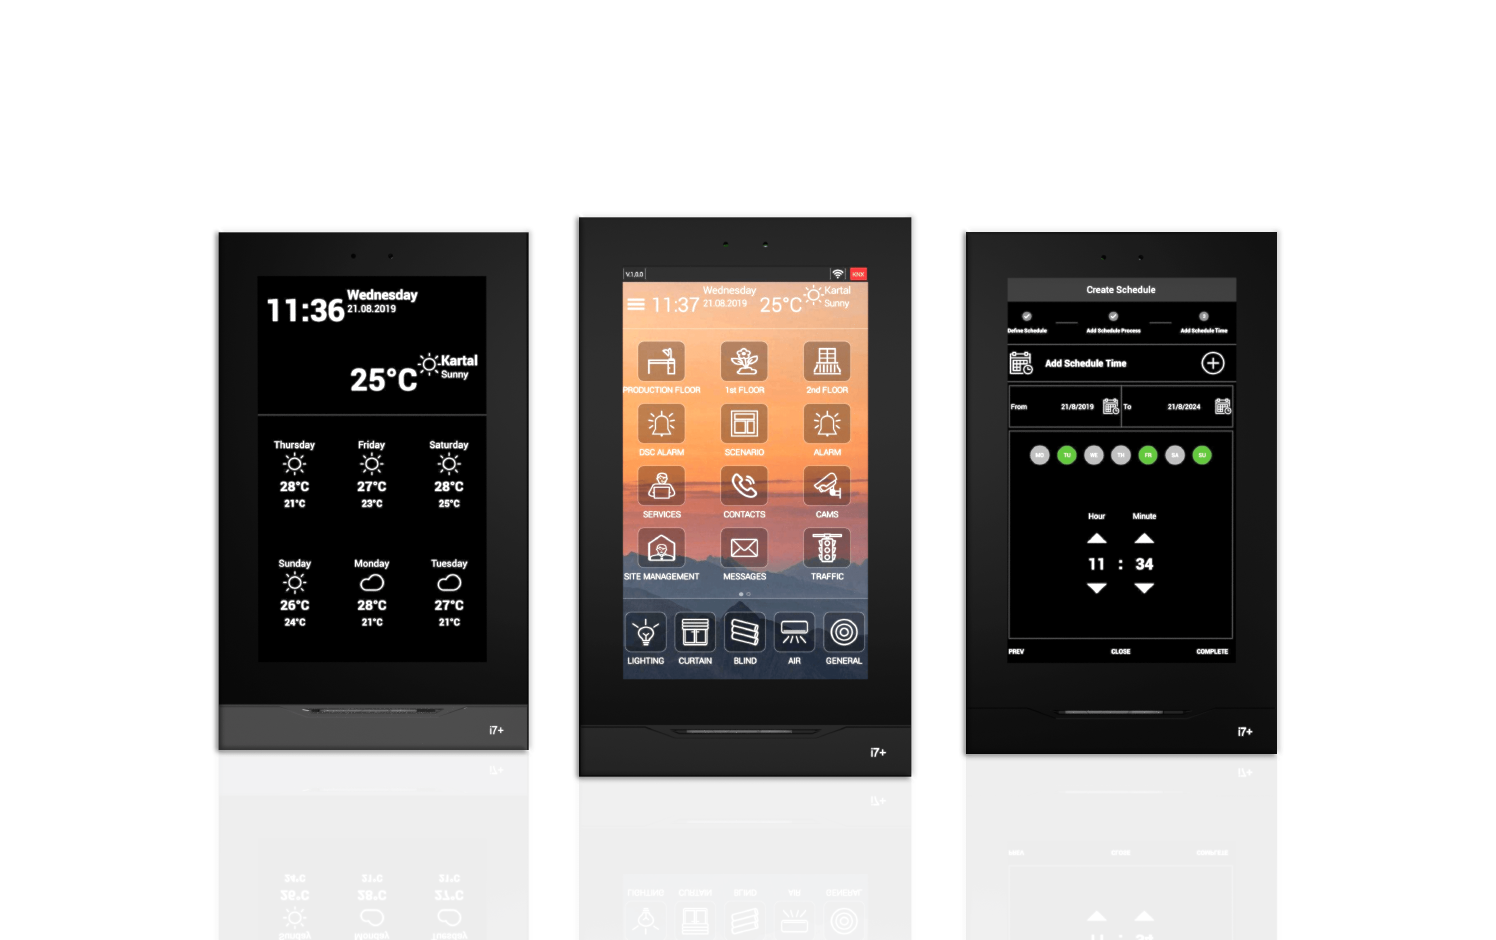 11:36
Wednesday
21.08.2019
25°C
Kartal
Sunny
Thursday Friday Saturday
28°C 27°C 28°C
21°C 23°C 25°C
Sunday Monday Tuesday
26°C 28°C 27°C
24°C 21°C 21°C
i7+
V.1.0.0 KNX
11:37
Wednesday
21.08.2019
25°C
Kartal
Sunny
PRODUCTION FLOOR 1st FLOOR 2nd FLOOR
DSC ALARM SCENARIO ALARM
SERVICES CONTACTS CAMS
SITE MANAGEMENT MESSAGES TRAFFIC
LIGHTING CURTAIN BLIND AIR GENERAL
i7+
Create Schedule
Define Schedule Add Schedule Process Add Schedule Time
Add Schedule Time
From 21/8/2019 To 21/8/2024
MO TU WE TH FR SA SU
Hour Minute
11 : 34
PREV CLOSE COMPLETE
i7+